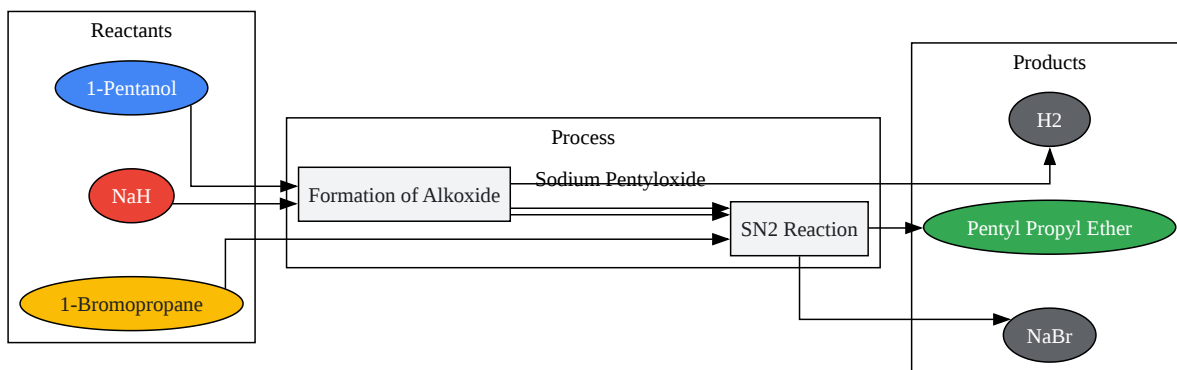 Reactants
1-Pentanol
NaH
1-Bromopropane
Process
Formation of Alkoxide
Sodium Pentyloxide
SN2 Reaction
Products
H2
Pentyl Propyl Ether
NaBr